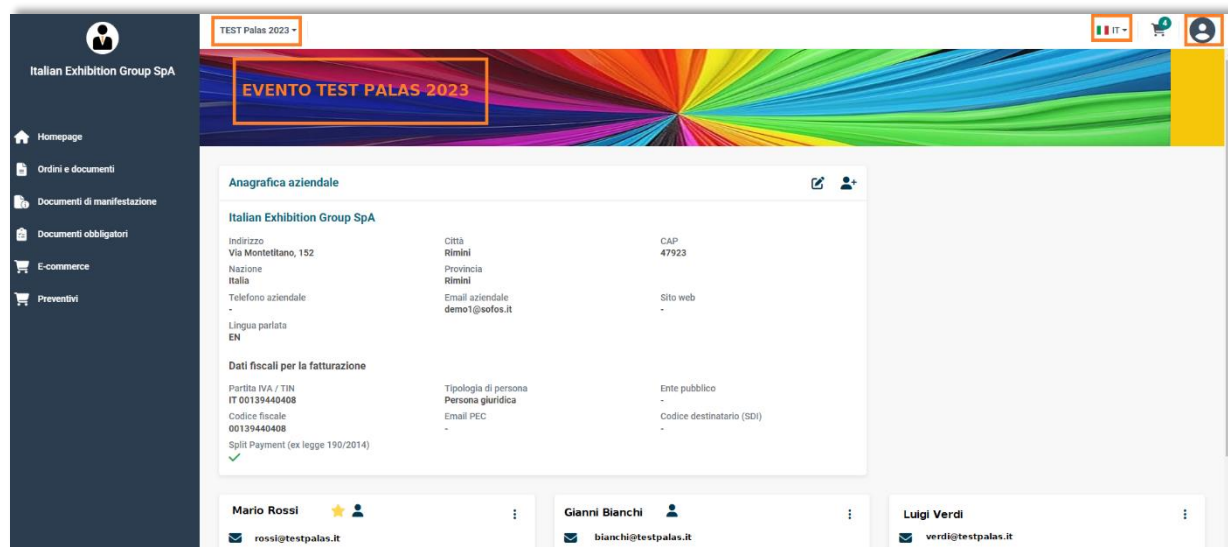 TEST Palas 2023
IT
4
Italian Exhibition Group SpA
EVENTO TEST PALAS 2023
Homepage
Ordini e documenti
Documenti di manifestazione
Documenti obbligatori
E-commerce
Preventivi
Anagrafica aziendale
Italian Exhibition Group SpA
Indirizzo Città CAP
Via Montetitano, 152 Rimini 47923
Nazione Provincia
Italia Rimini
Telefono aziendale Email aziendale Sito web
- demo1@sofos.it -
Lingua parlata
EN
Dati fiscali per la fatturazione
Partita IVA / TIN Tipologia di persona Ente pubblico
IT 00139440408 Persona giuridica -
Codice fiscale Email PEC Codice destinatario (SDI)
00139440408 - -
Split Payment (ex legge 190/2014)
Mario Rossi Gianni Bianchi Luigi Verdi
rossi@testpalas.it bianchi@testpalas.it verdi@testpalas.it